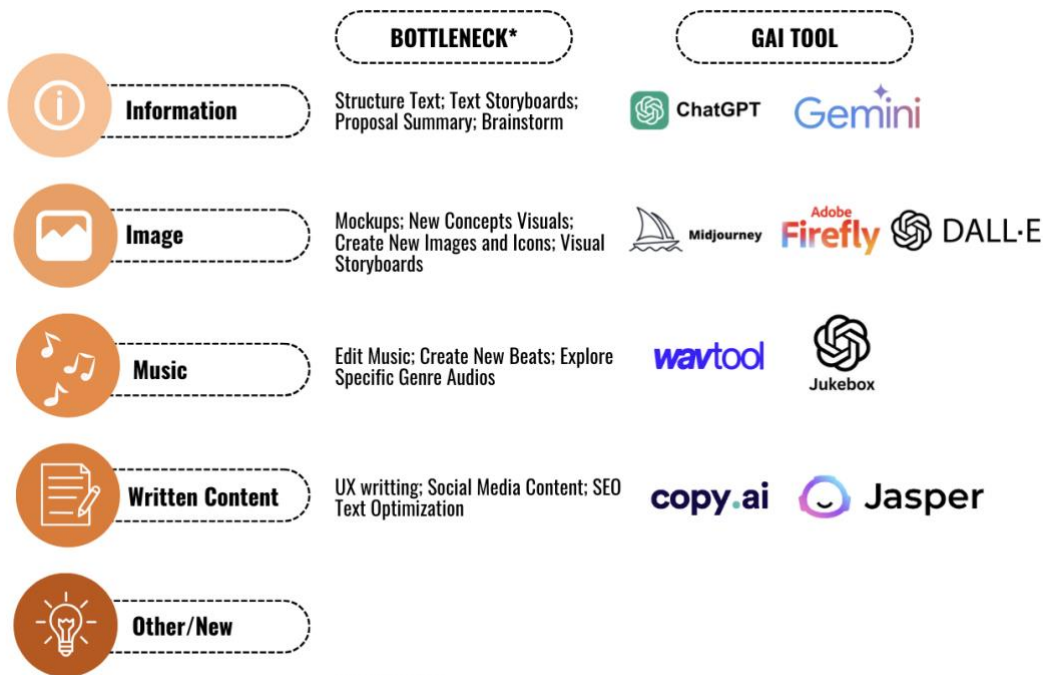 BOTTLENECK*
GAI TOOL
Information
Structure Text; Text Storyboards;
Proposal Summary; Brainstorm
ChatGPT
Gemini
Image
Mockups; New Concepts Visuals;
Create New Images and Icons; Visual
Storyboards
Midjourney
Adobe
Firefly
DALL·E
Music
Edit Music; Create New Beats; Explore
Specific Genre Audios
wavtool
Jukebox
Written Content
UX writting; Social Media Content; SEO
Text Optimization
copy.ai
Jasper
Other/New